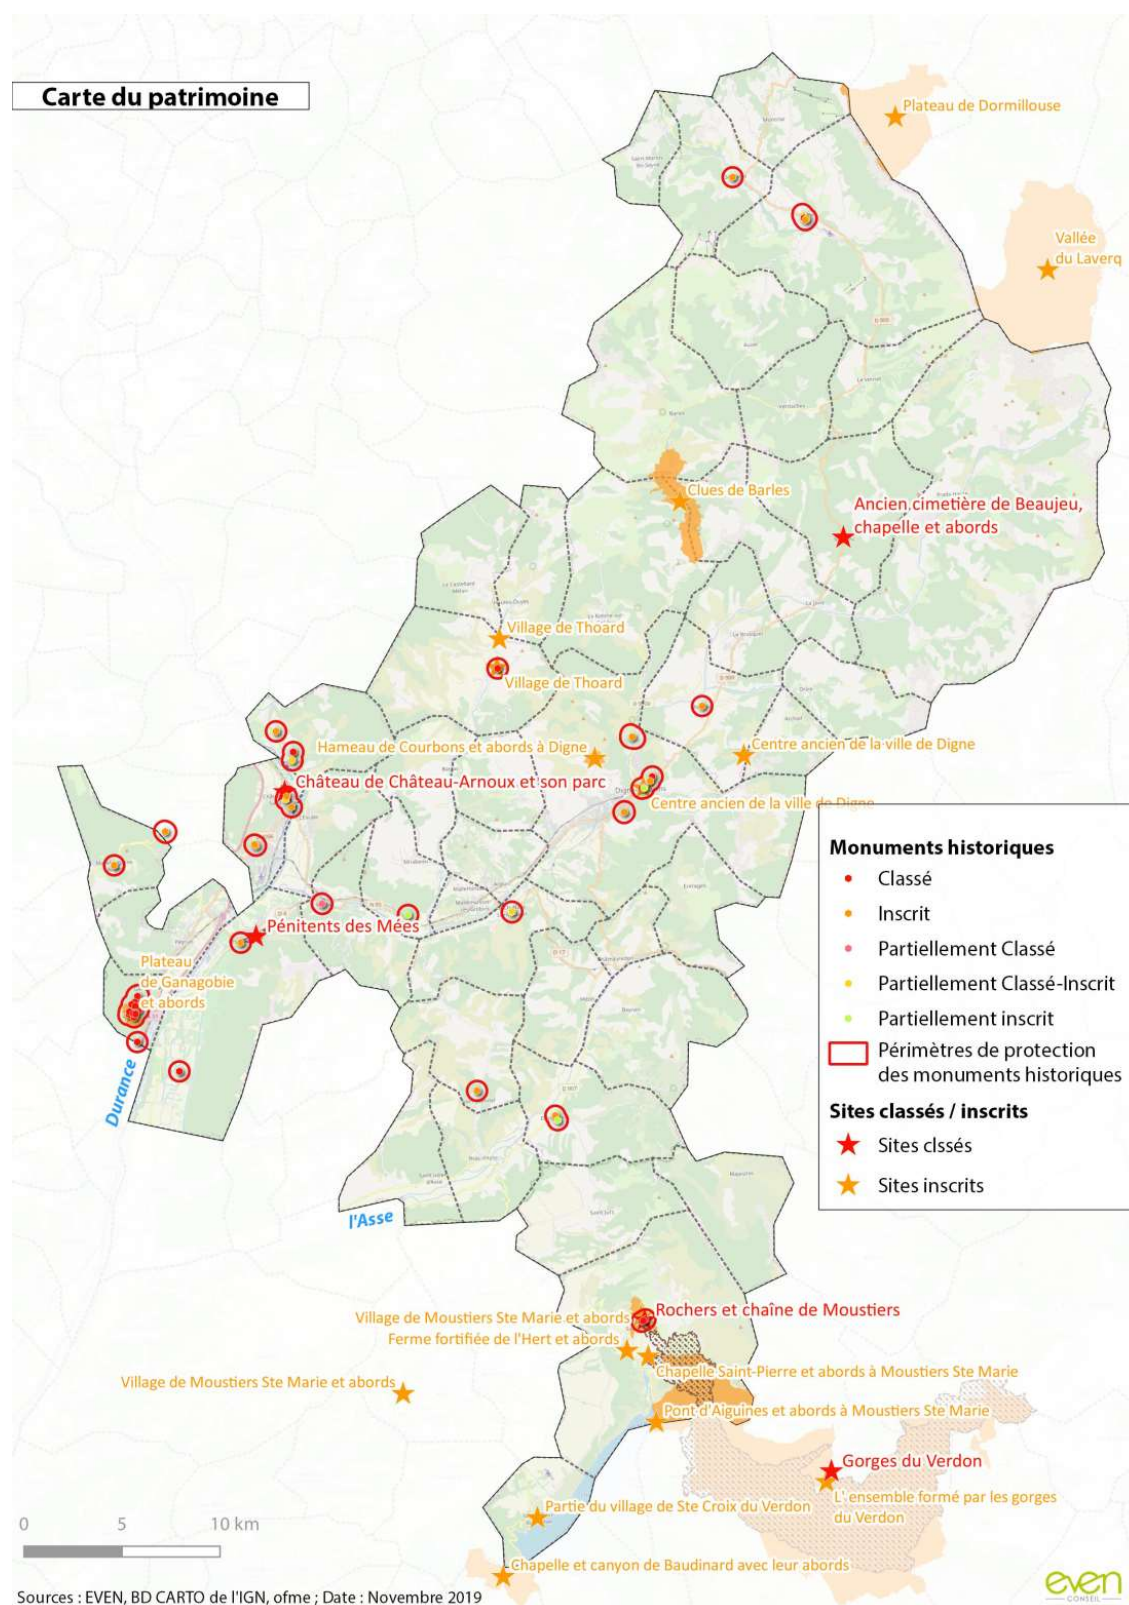 Carte du patrimoine
Plateau de Dormillouse
Vallée
du Laverq
Clues de Barles
Ancien cimetière de Beaujeu,
chapelle et abords
Village de Thoard
Village de Thoard
Hameau de Courbons et abords à Digne
Centre ancien de la ville de Digne
Château de Château-Arnoux et son parc
Centre ancien de la ville de Digne
Pénitents des Mées
Plateau
de Ganagobie
et abords
Durance
l'Asse
Monuments historiques
Classé
Inscrit
Partiellement Classé
Partiellement Classé-Inscrit
Partiellement inscrit
Périmètres de protection
des monuments historiques
Sites classés / inscrits
Sites clssés
Sites inscrits
Rochers et chaîne de Moustiers
Village de Moustiers Ste Marie et abords
Ferme fortifiée de l'Hert et abords
Chapelle Saint-Pierre et abords à Moustiers Ste Marie
Village de Moustiers Ste Marie et abords
Pont d'Aiguines et abords à Moustiers Ste Marie
Gorges du Verdon
L' ensemble formé par les gorges
du Verdon
Partie du village de Ste Croix du Verdon
Chapelle et canyon de Baudinard avec leur abords
0 5 10 km
Sources : EVEN, BD CARTO de l'IGN, ofme ; Date : Novembre 2019
even
CONSEIL